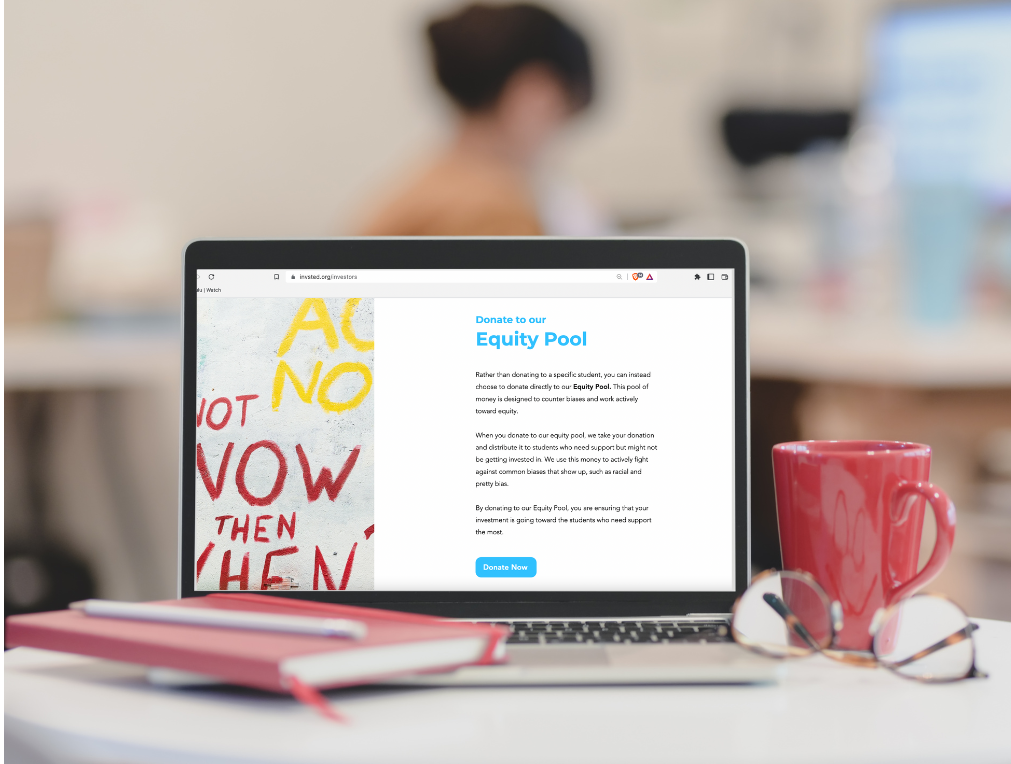 invsted.org/investors
ulu | Watch
AC
NO
NOT
NOW
THEN
WHEN
Donate to our
Equity Pool
Rather than donating to a specific student, you can instead
choose to donate directly to our Equity Pool. This pool of
money is designed to counter biases and work actively
toward equity.
When you donate to our equity pool, we take your donation
and distribute it to students who need support but might not
be getting invested in. We use this money to actively fight
against common biases that show up, such as racial and
pretty bias.
By donating to our Equity Pool, you are ensuring that your
investment is going toward the students who need support
the most.
Donate Now